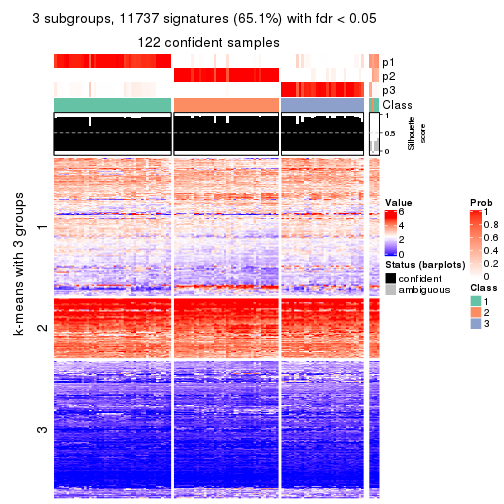 3 subgroups, 11737 signatures (65.1%) with fdr < 0.05
122 confident samples
p1
p2
p3
Class
1
0.5
0
Silhouette
score
k-means with 3 groups
1
2
3
Value
6
4
2
0
Status (barplots)
confident
ambiguous
Prob
1
0.8
0.6
0.4
0.2
0
Class
1
2
3